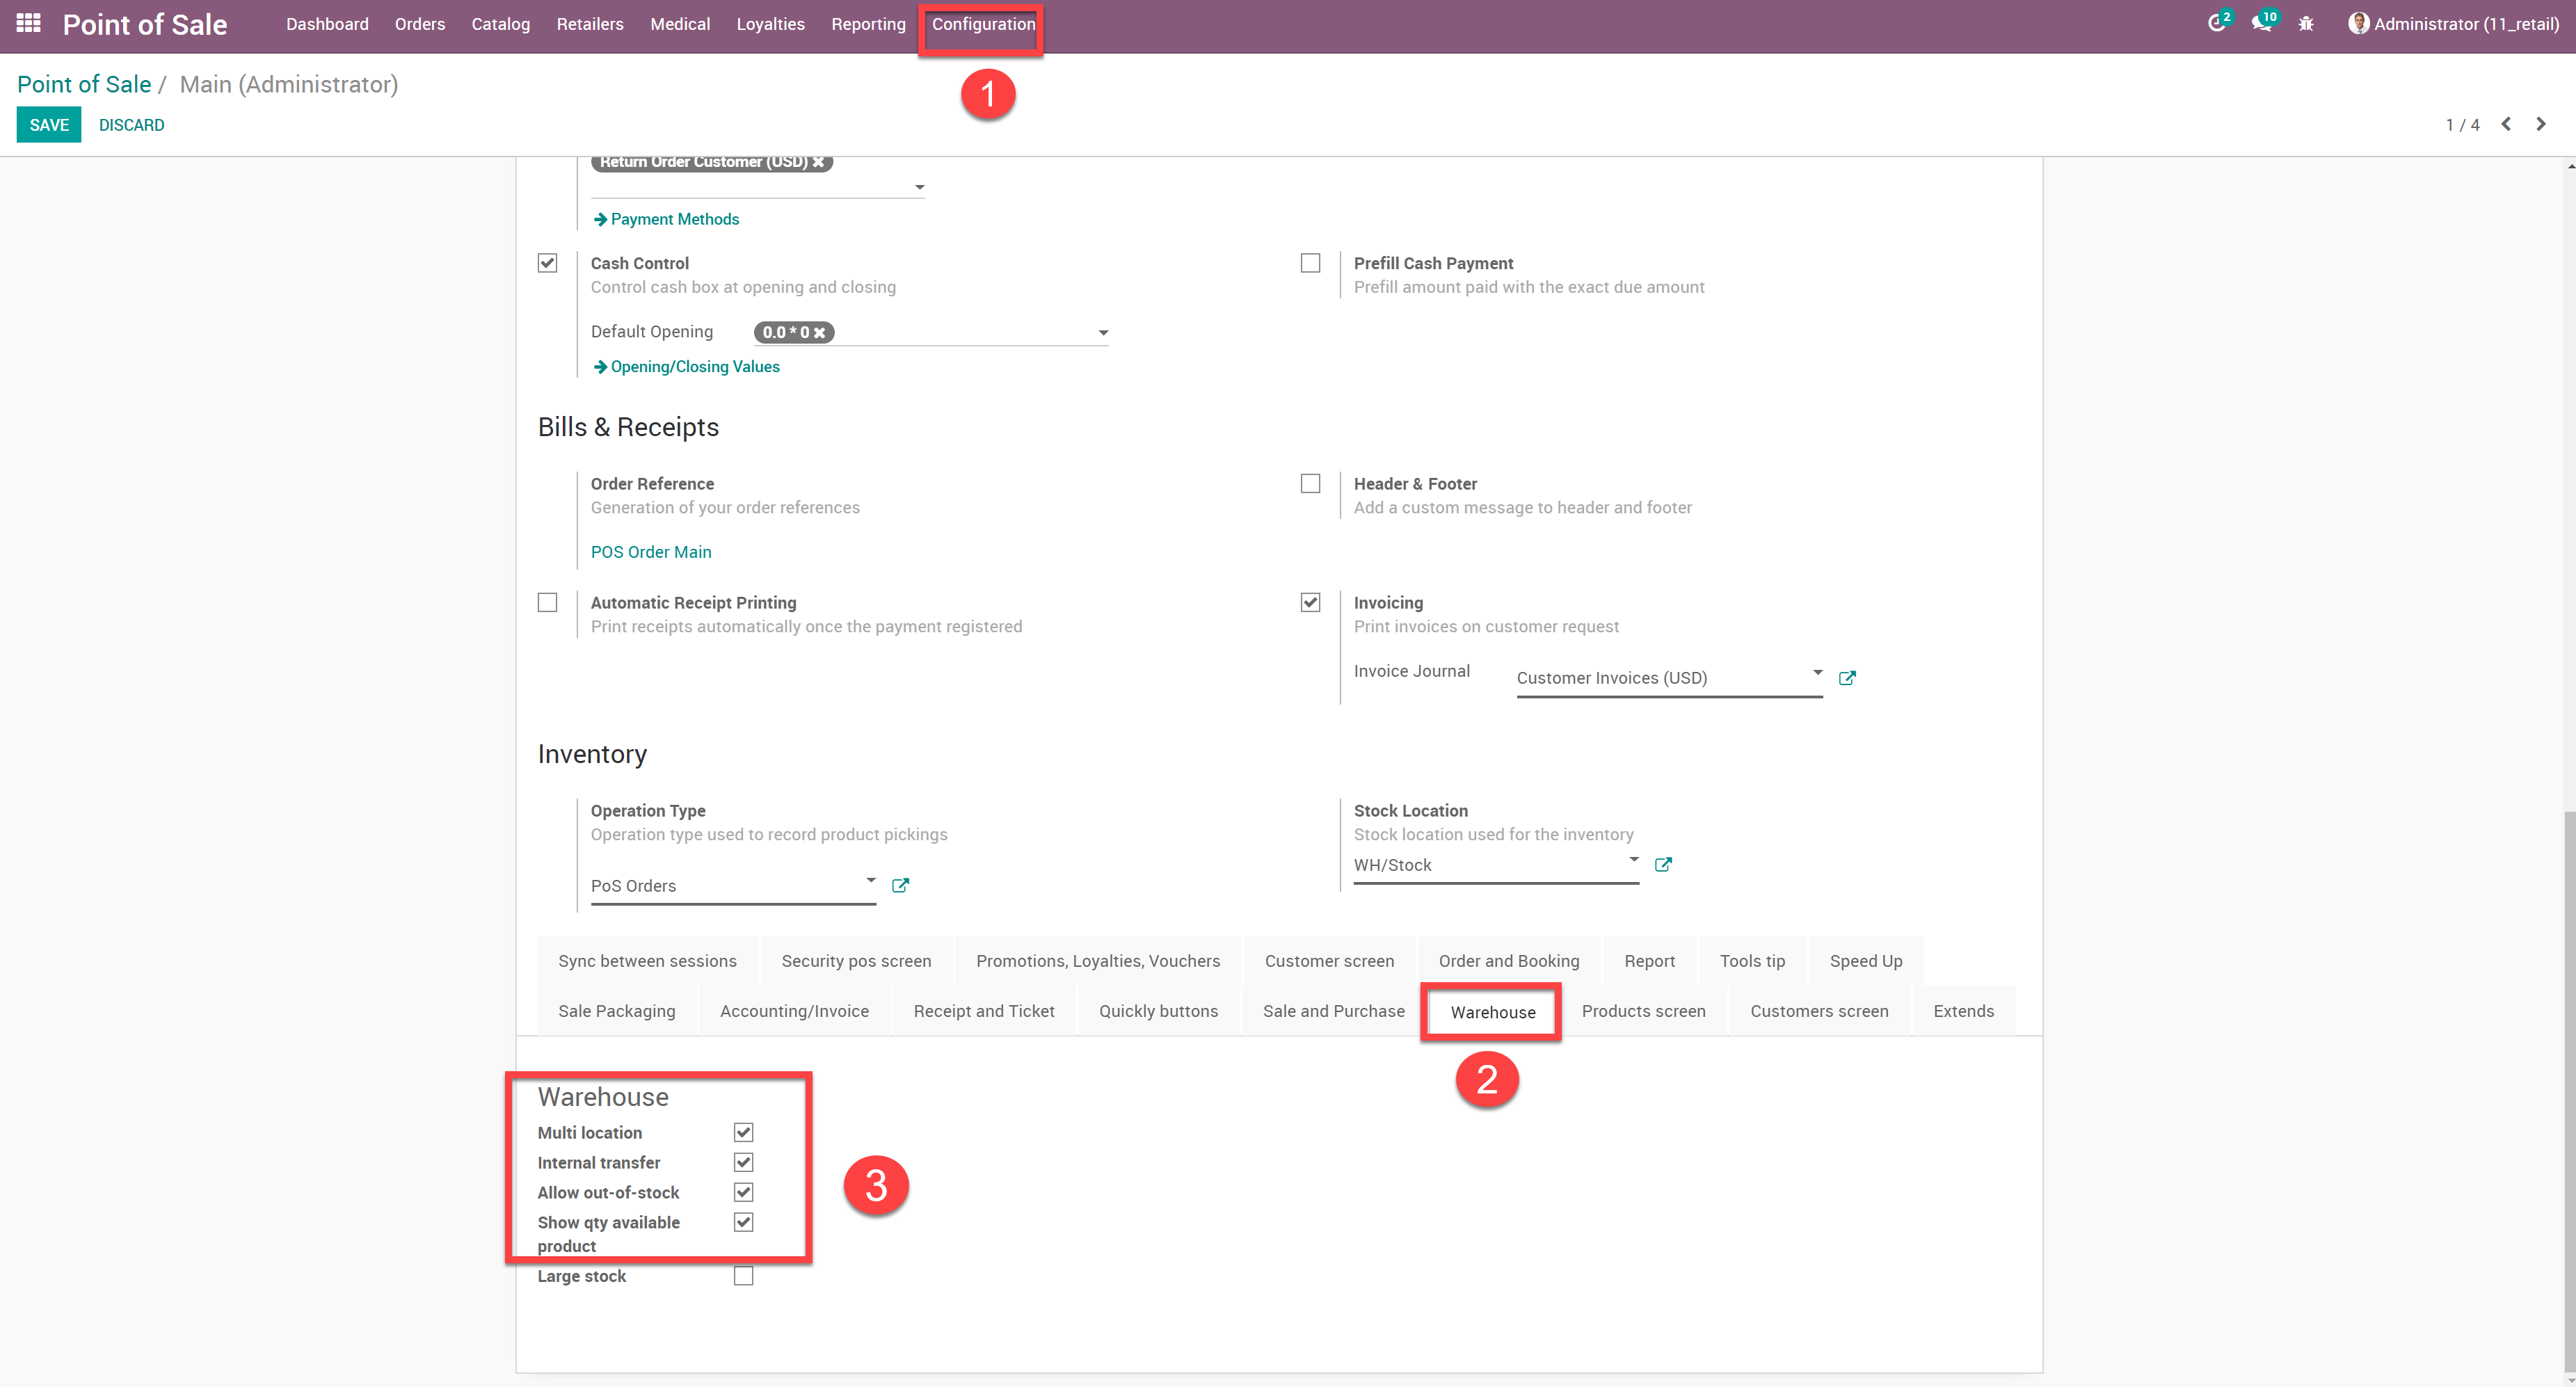 Point of Sale Dashboard Orders Catalog Retailers Medical Loyalties Reporting Configuration 2 10 Administrator (11_retail)
1
Point of Sale / Main (Administrator)
SAVE DISCARD 1 / 4
Return Order Customer (USD)
Payment Methods
Cash Control Prefill Cash Payment
Control cash box at opening and closing Prefill amount paid with the exact due amount
Default Opening 0.0 * 0
Opening/Closing Values
Bills & Receipts
Order Reference Header & Footer
Generation of your order references Add a custom message to header and footer
POS Order Main
Automatic Receipt Printing Invoicing
Print receipts automatically once the payment registered Print invoices on customer request
Invoice Journal Customer Invoices (USD)
Inventory
Operation Type Stock Location
Operation type used to record product pickings Stock location used for the inventory
PoS Orders WH/Stock
Sync between sessions Security pos screen Promotions, Loyalties, Vouchers Customer screen Order and Booking Report Tools tip Speed Up
Sale Packaging Accounting/Invoice Receipt and Ticket Quickly buttons Sale and Purchase Warehouse Products screen Customers screen Extends
2
Warehouse
Multi location
Internal transfer
3
Allow out-of-stock
Show qty available
product
Large stock